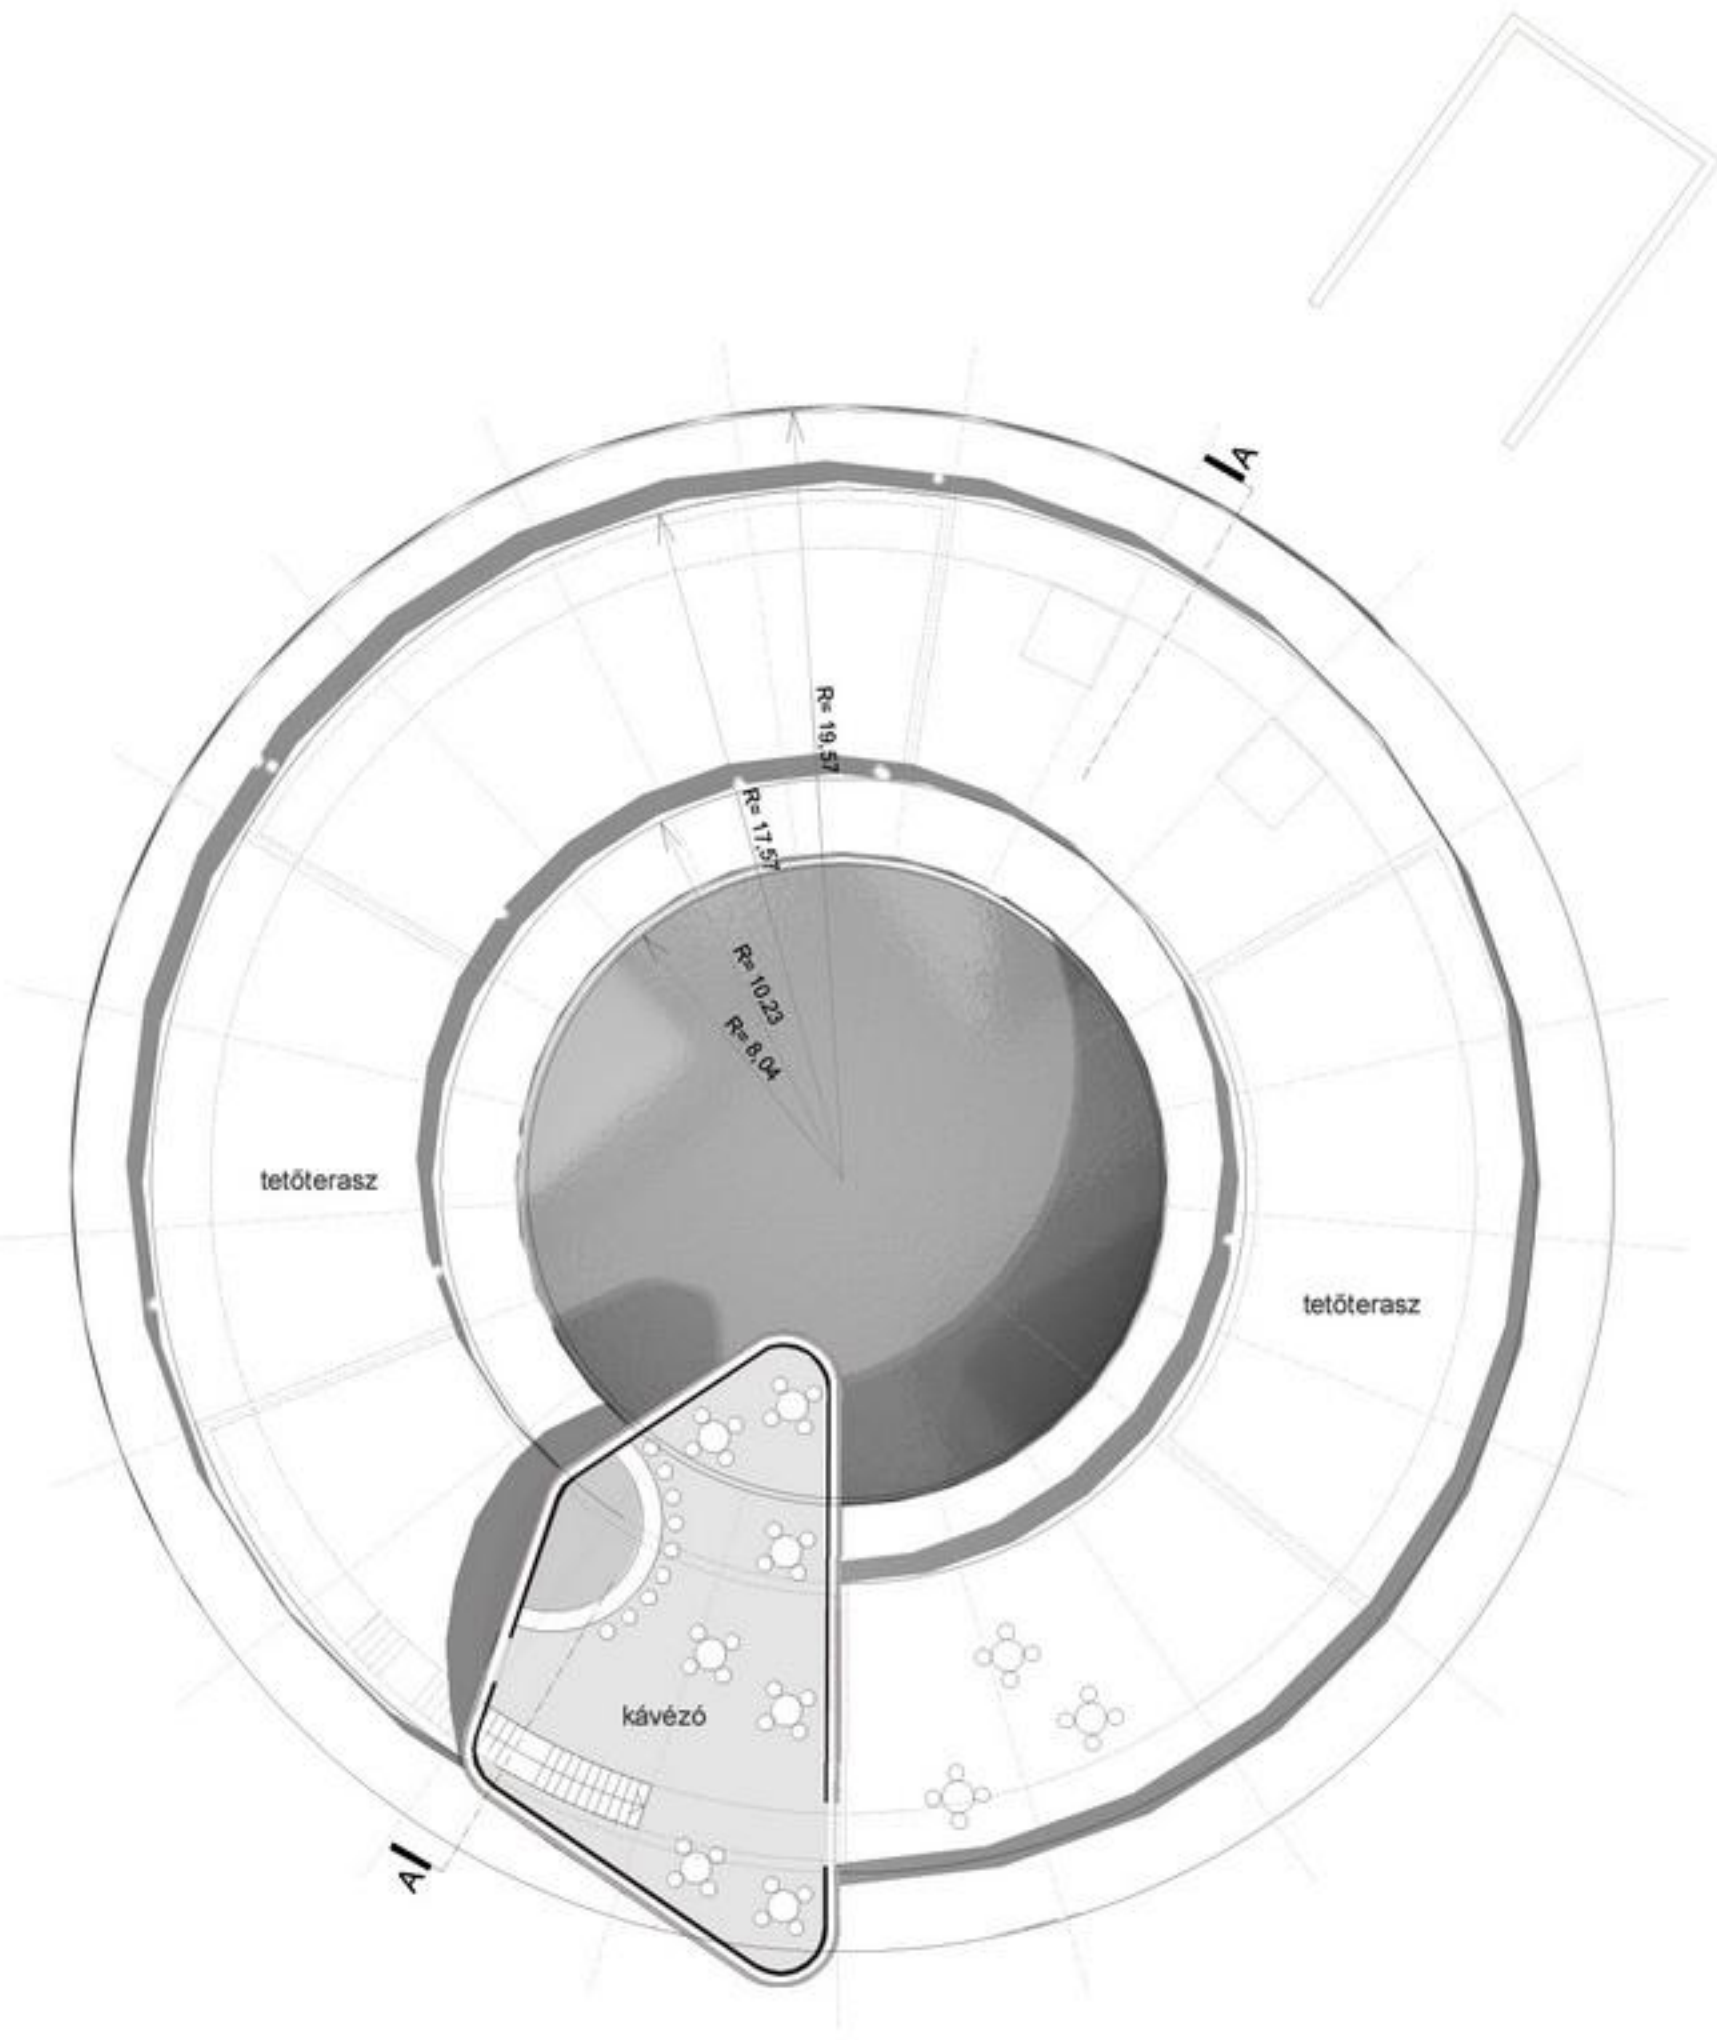 A
R= 19,57
R= 17,57
R= 10,23
R= 8,04
tetőterasz
tetőterasz
kávézó
A